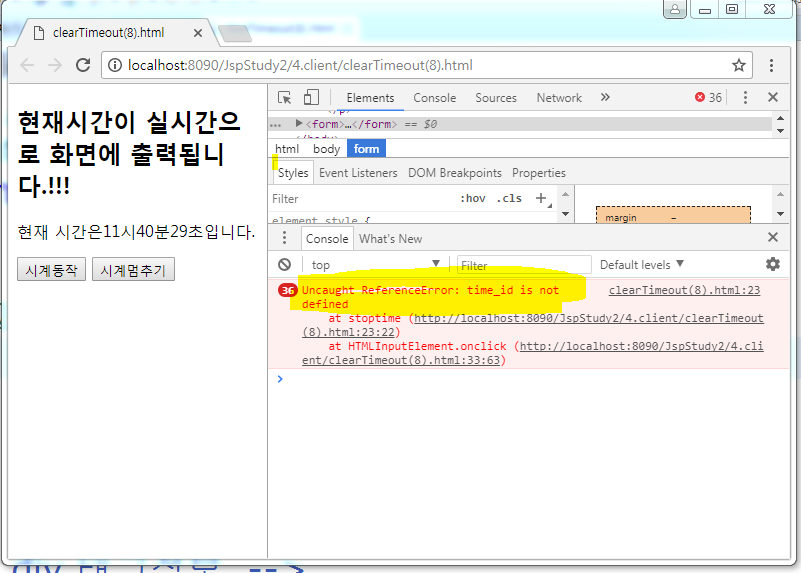 clearTimeout(8).html
localhost:8090/JspStudy2/4.client/clearTimeout(8).html
현재시간이 실시간으
로 화면에 출력됩니
다.!!!
현재 시간은11시40분29초입니다.
시계동작 시계멈추기
Elements Console Sources Network » 36
<form>…</form> == $0
html body form
Styles Event Listeners DOM Breakpoints Properties
Filter :hov .cls +
element.style {
margin –
Console What's New
top Filter Default levels
36 Uncaught ReferenceError: time_id is not clearTimeout(8).html:23
defined
at stoptime (http://localhost:8090/JspStudy2/4.client/clearTimeout
(8).html:23:22)
at HTMLInputElement.onclick (http://localhost:8090/JspStudy2/4.cli
ent/clearTimeout(8).html:33:63)